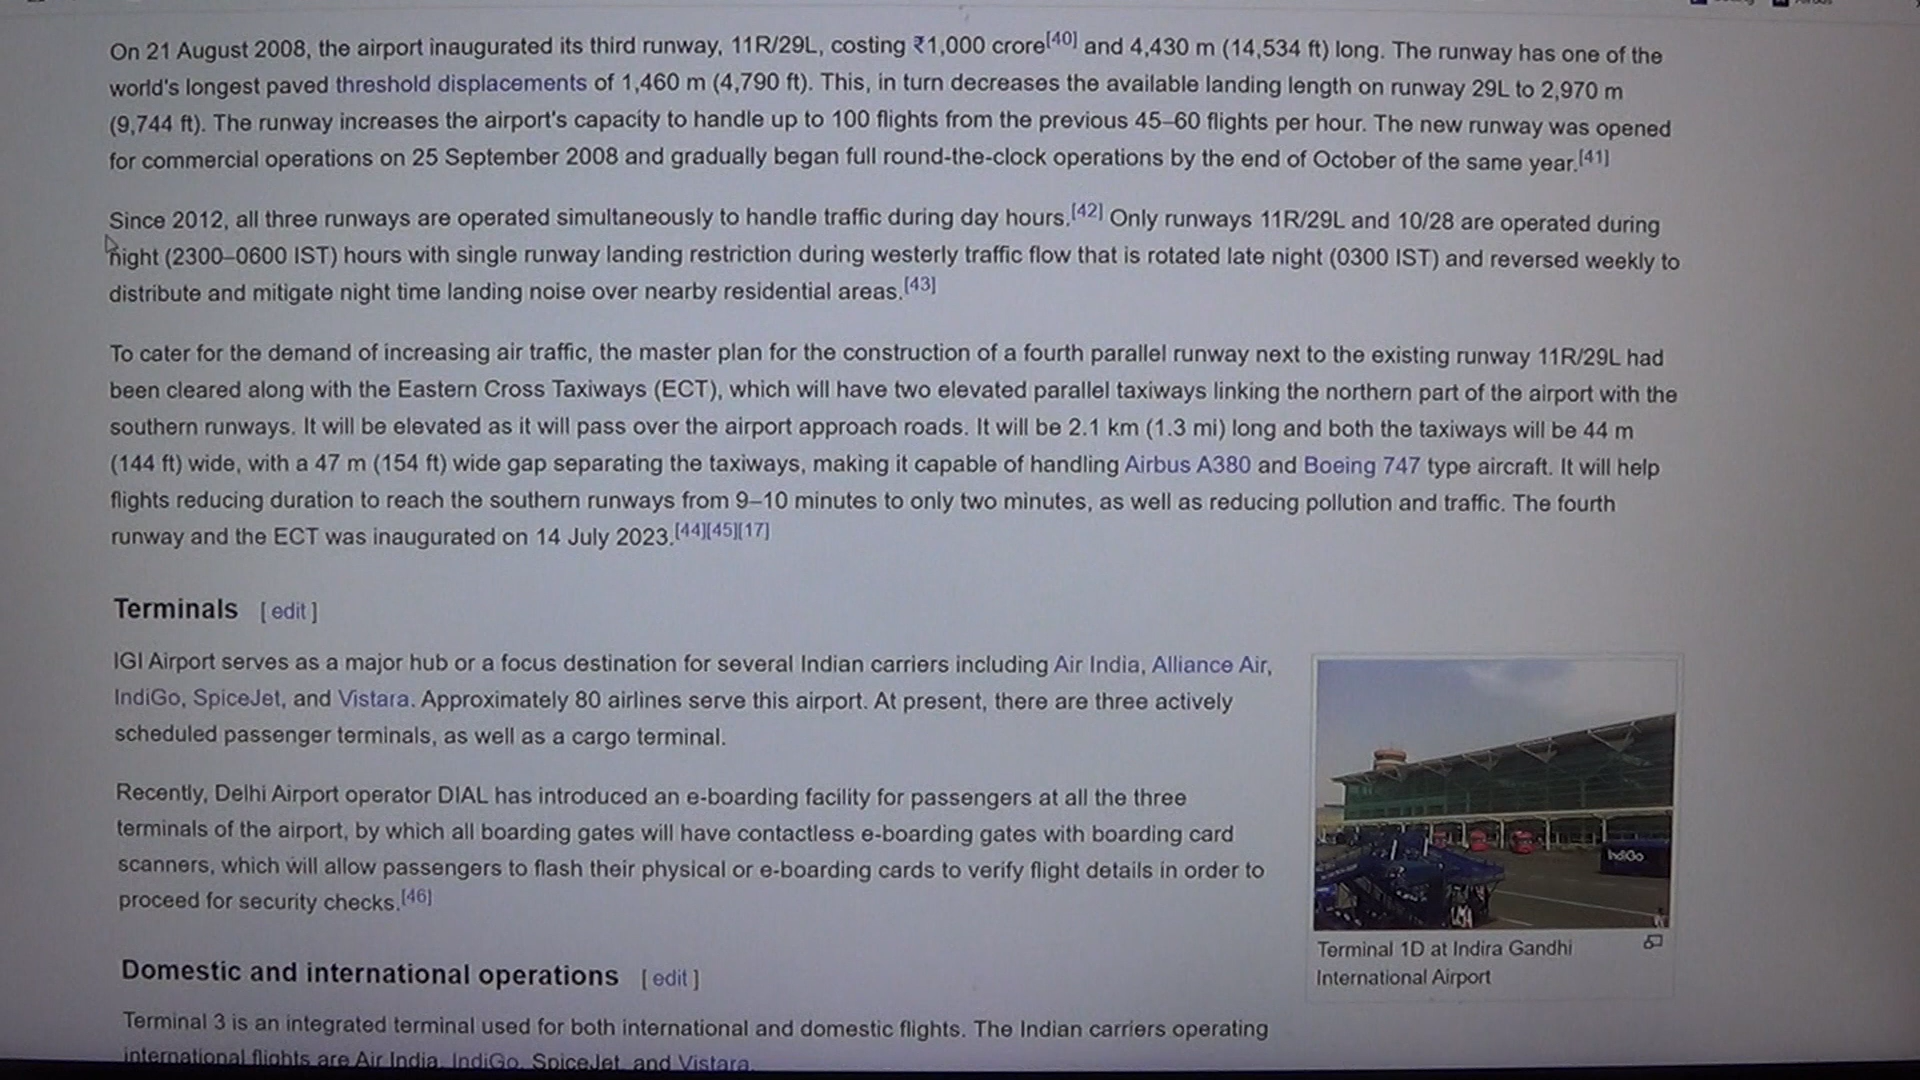 On 21 August 2008, the airport inaugurated its third runway, 11R/29L, costing ₹1,000 crore[40] and 4,430 m (14,534 ft) long. The runway has one of the
world's longest paved threshold displacements of 1,460 m (4,790 ft). This, in turn decreases the available landing length on runway 29L to 2,970 m
(9,744 ft). The runway increases the airport's capacity to handle up to 100 flights from the previous 45–60 flights per hour. The new runway was opened
for commercial operations on 25 September 2008 and gradually began full round-the-clock operations by the end of October of the same year.[41]
Since 2012, all three runways are operated simultaneously to handle traffic during day hours.[42] Only runways 11R/29L and 10/28 are operated during
night (2300–0600 IST) hours with single runway landing restriction during westerly traffic flow that is rotated late night (0300 IST) and reversed weekly to
distribute and mitigate night time landing noise over nearby residential areas.[43]
To cater for the demand of increasing air traffic, the master plan for the construction of a fourth parallel runway next to the existing runway 11R/29L had
been cleared along with the Eastern Cross Taxiways (ECT), which will have two elevated parallel taxiways linking the northern part of the airport with the
southern runways. It will be elevated as it will pass over the airport approach roads. It will be 2.1 km (1.3 mi) long and both the taxiways will be 44 m
(144 ft) wide, with a 47 m (154 ft) wide gap separating the taxiways, making it capable of handling Airbus A380 and Boeing 747 type aircraft. It will help
flights reducing duration to reach the southern runways from 9–10 minutes to only two minutes, as well as reducing pollution and traffic. The fourth
runway and the ECT was inaugurated on 14 July 2023.[44][45][17]
Terminals [ edit ]
IGI Airport serves as a major hub or a focus destination for several Indian carriers including Air India, Alliance Air,
IndiGo, SpiceJet, and Vistara. Approximately 80 airlines serve this airport. At present, there are three actively
scheduled passenger terminals, as well as a cargo terminal.
Recently, Delhi Airport operator DIAL has introduced an e-boarding facility for passengers at all the three
terminals of the airport, by which all boarding gates will have contactless e-boarding gates with boarding card
scanners, which will allow passengers to flash their physical or e-boarding cards to verify flight details in order to
proceed for security checks.[46]
IndiGo
Terminal 1D at Indira Gandhi
International Airport
Domestic and international operations [ edit ]
Terminal 3 is an integrated terminal used for both international and domestic flights. The Indian carriers operating
international flights are Air India, IndiGo, SpiceJet, and Vistara.